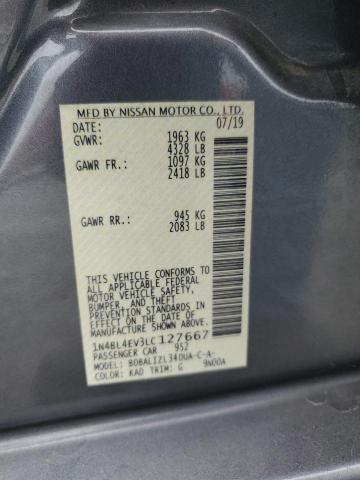 MFD BY NISSAN MOTOR CO., LTD.
DATE: 07/19
GVWR: 1963 KG
4328 LB
GAWR FR.: 1097 KG
2418 LB
GAWR RR.: 945 KG
2083 LB
THIS VEHICLE CONFORMS TO
ALL APPLICABLE FEDERAL
MOTOR VEHICLE SAFETY,
BUMPER, AND THEFT
PREVENTION STANDARDS IN
EFFECT ON THE DATE OF
MANUFACTURE SHOWN ABOVE.
1N4BL4EV3LC127667
PASSENGER CAR 952
MODEL: BDBALIZL34DUA-C-A-
COLOR: KAD TRIM: G 9N00A